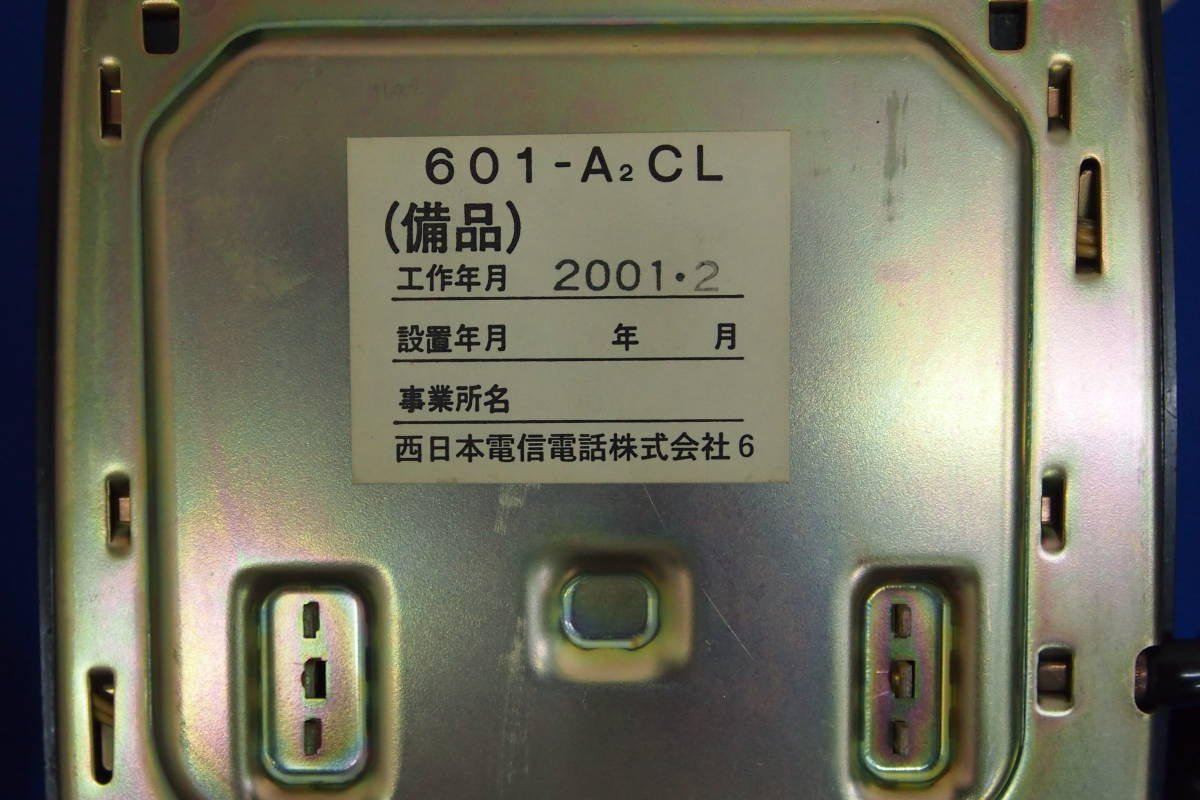 601-A₂CL
(備品)
工作年月 2001・2
設置年月 年 月
事業所名
西日本電信電話株式会社6